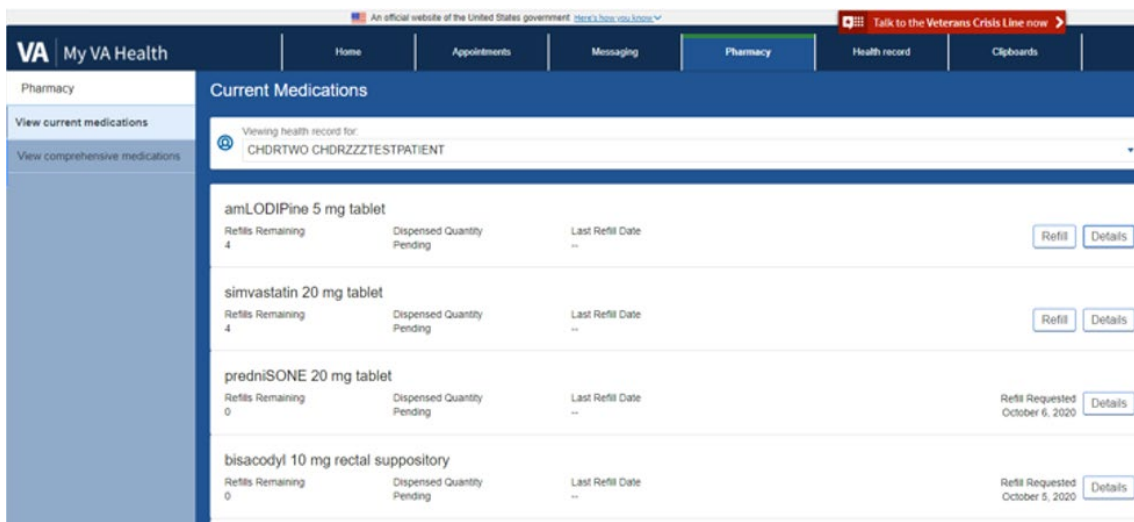 An official website of the United States government Here's how you know
Talk to the Veterans Crisis Line now
VA My VA Health
Home Appointments Messaging Pharmacy Health record Clipboards
Pharmacy
View current medications
View comprehensive medications
Current Medications
Viewing health record for:
CHDRTWO CHDRZZZTESTPATIENT
amLODIPine 5 mg tablet
Refills Remaining Dispensed Quantity Last Refill Date
4 Pending --
Refill Details
simvastatin 20 mg tablet
Refills Remaining Dispensed Quantity Last Refill Date
4 Pending --
Refill Details
predniSONE 20 mg tablet
Refills Remaining Dispensed Quantity Last Refill Date
0 Pending --
Refill Requested
October 6, 2020
Details
bisacodyl 10 mg rectal suppository
Refills Remaining Dispensed Quantity Last Refill Date
0 Pending --
Refill Requested
October 5, 2020
Details